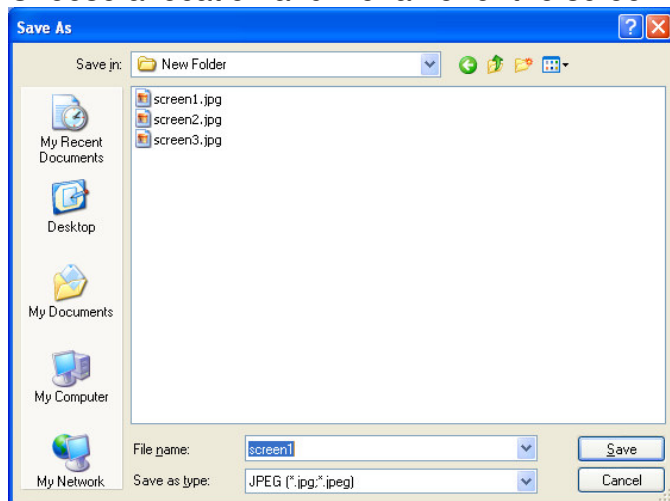 Save As
Save in:
New Folder
screen1.jpg
screen2.jpg
screen3.jpg
My Recent
Documents
Desktop
My Documents
My Computer
My Network
File name:
screen1
Save
Save as type:
JPEG (*.jpg;*.jpeg)
Cancel